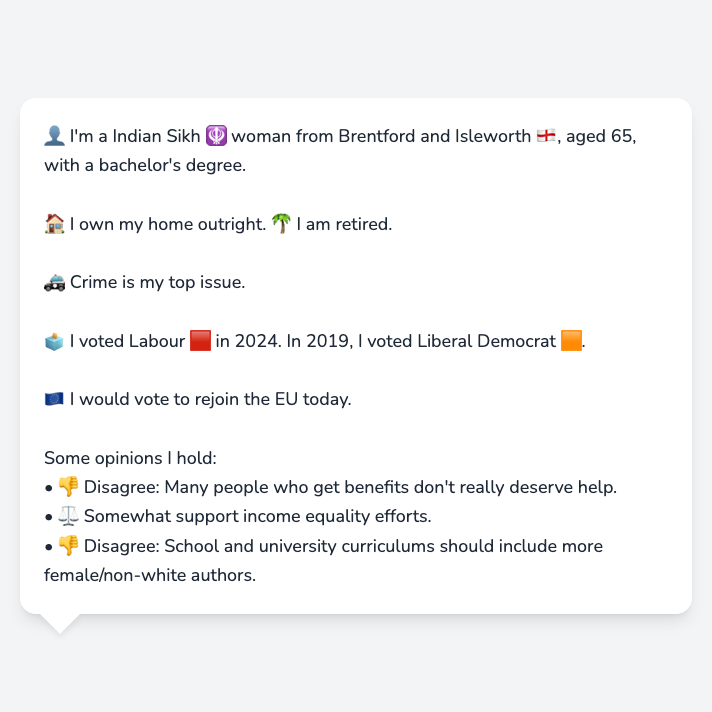 👤 I'm a Indian Sikh 🪯 woman from Brentford and Isleworth 🏴󠁧󠁢󠁥󠁮󠁧󠁿, aged 65,
with a bachelor's degree.
🏠 I own my home outright. 🌴 I am retired.
🚓 Crime is my top issue.
🗳️ I voted Labour 🟥 in 2024. In 2019, I voted Liberal Democrat 🟧.
🇪🇺 I would vote to rejoin the EU today.
Some opinions I hold:
• 👎 Disagree: Many people who get benefits don't really deserve help.
• ⚖️ Somewhat support income equality efforts.
• 👎 Disagree: School and university curriculums should include more
female/non-white authors.